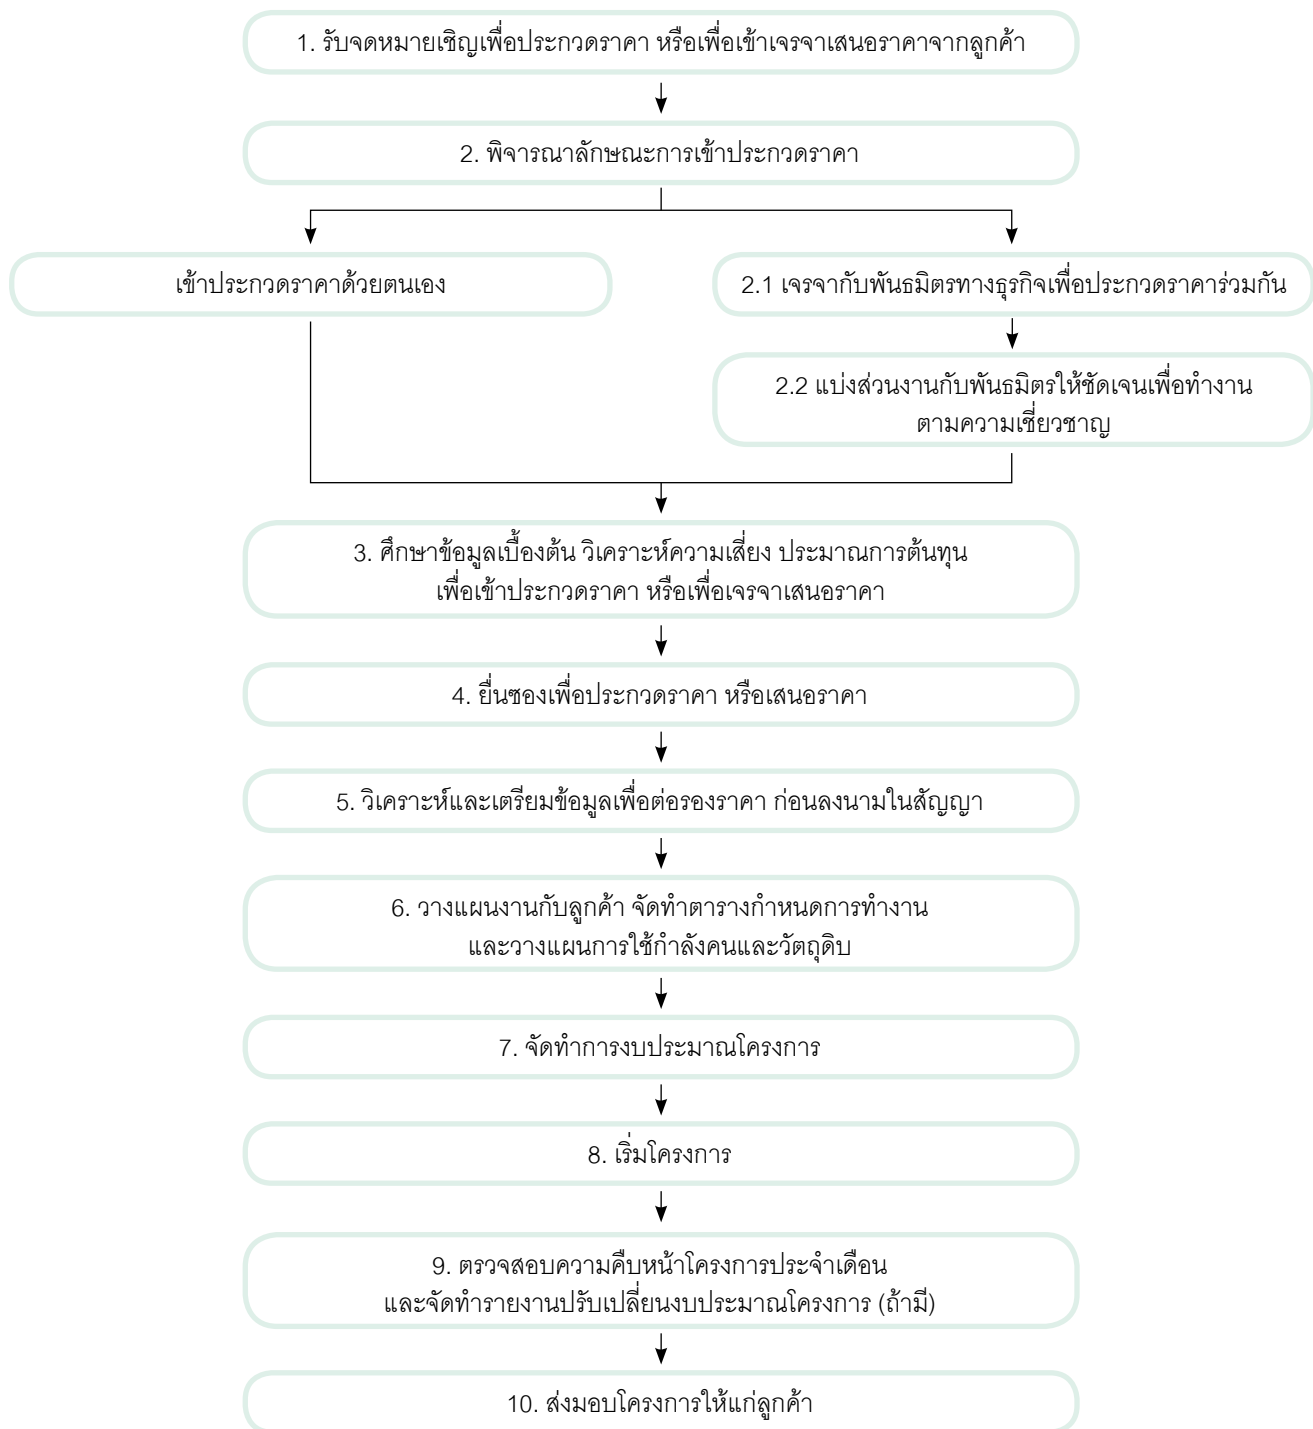 1. รับจดหมายเชิญเพื่อประกวดราคา หรือเพื่อเข้าเจรจาเสนอราคาจากลูกค้า
2. พิจารณาลักษณะการเข้าประกวดราคา
เข้าประกวดราคาด้วยตนเอง
2.1 เจรจากับพันธมิตรทางธุรกิจเพื่อประกวดราคาร่วมกัน
2.2 แบ่งส่วนงานกับพันธมิตรให้ชัดเจนเพื่อทำงาน
ตามความเชี่ยวชาญ
3. ศึกษาข้อมูลเบื้องต้น วิเคราะห์ความเสี่ยง ประมาณการต้นทุน
เพื่อเข้าประกวดราคา หรือเพื่อเจรจาเสนอราคา
4. ยื่นซองเพื่อประกวดราคา หรือเสนอราคา
5. วิเคราะห์และเตรียมข้อมูลเพื่อต่อรองราคา ก่อนลงนามในสัญญา
6. วางแผนงานกับลูกค้า จัดทำตารางกำหนดการทำงาน
และวางแผนการใช้กำลังคนและวัตถุดิบ
7. จัดทำการงบประมาณโครงการ
8. เริ่มโครงการ
9. ตรวจสอบความคืบหน้าโครงการประจำเดือน
และจัดทำรายงานปรับเปลี่ยนงบประมาณโครงการ (ถ้ามี)
10. ส่งมอบโครงการให้แก่ลูกค้า